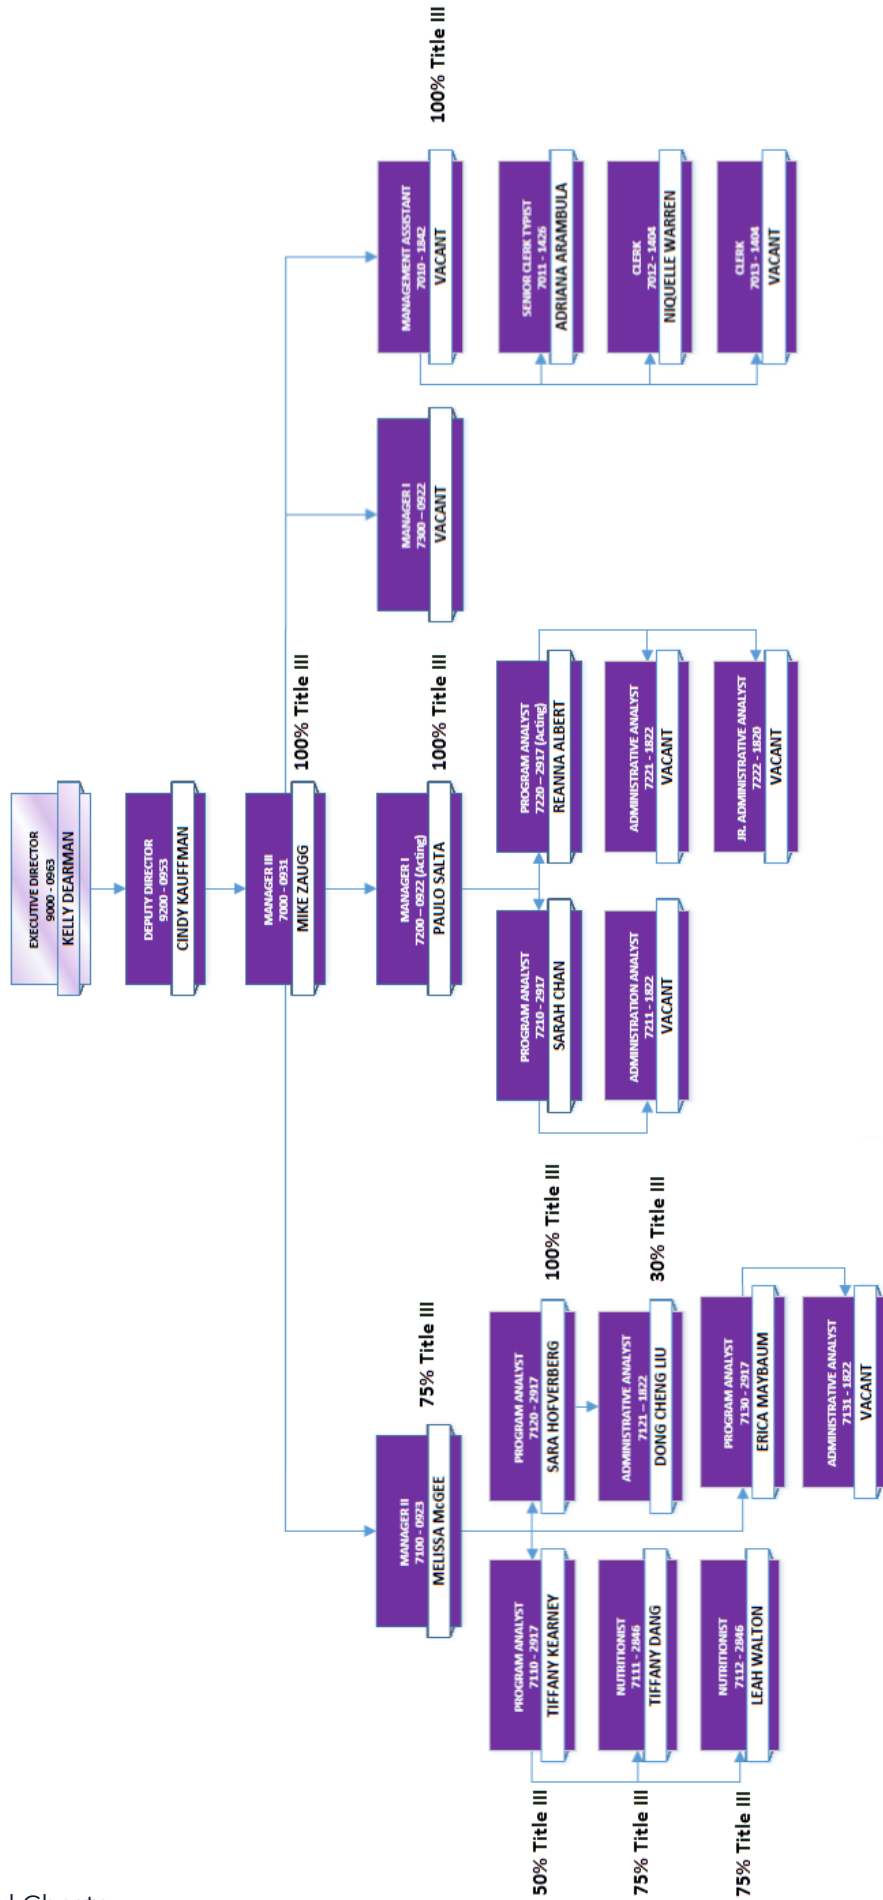 EXECUTIVE DIRECTOR
9000 - 0963
KELLY DEARMAN
DEPUTY DIRECTOR
9200 - 0953
CINDY KAUFFMAN
MANAGER III
7000 - 0931
MIKE ZAUGG
100% Title III
MANAGER II
7100 - 0923
MELISSA McGEE
75% Title III
MANAGER I
7200 – 0922 (Acting)
PAULO SALTA
100% Title III
MANAGER I
7300 – 0922
VACANT
MANAGEMENT ASSISTANT
7010 - 1842
VACANT
100% Title III
50% Title III
PROGRAM ANALYST
7110 - 2917
TIFFANY KEARNEY
PROGRAM ANALYST
7120 - 2917
SARA HOFVERBERG
100% Title III
PROGRAM ANALYST
7210 - 2917
SARAH CHAN
PROGRAM ANALYST
7220 – 2917 (Acting)
REANNA ALBERT
SENIOR CLERK TYPIST
7011 - 1426
ADRIANA ARAMBULA
75% Title III
NUTRITIONIST
7111 - 2846
TIFFANY DANG
ADMINISTRATIVE ANALYST
7121 – 1822
DONG CHENG LIU
30% Title III
ADMINISTRATION ANALYST
7211 - 1822
VACANT
ADMINISTRATIVE ANALYST
7221 - 1822
VACANT
CLERK
7012 - 1404
NIQUELLE WARREN
75% Title III
NUTRITIONIST
7112 - 2846
LEAH WALTON
PROGRAM ANALYST
7130 - 2917
ERICA MAYBAUM
JR. ADMINISTRATIVE ANALYST
7222 - 1820
VACANT
CLERK
7013 - 1404
VACANT
ADMINISTRATIVE ANALYST
7131 - 1822
VACANT